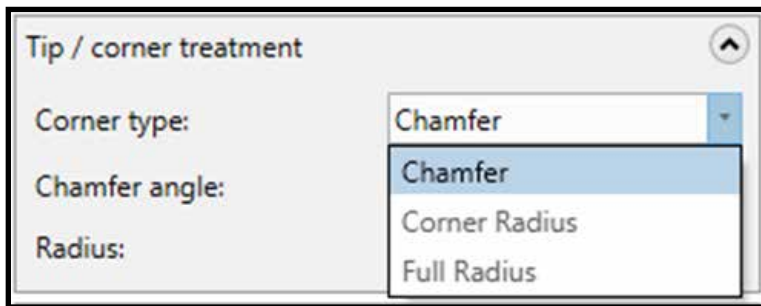 Tip / corner treatment
Corner type: Chamfer
Chamfer
Chamfer angle:
Corner Radius
Radius:
Full Radius